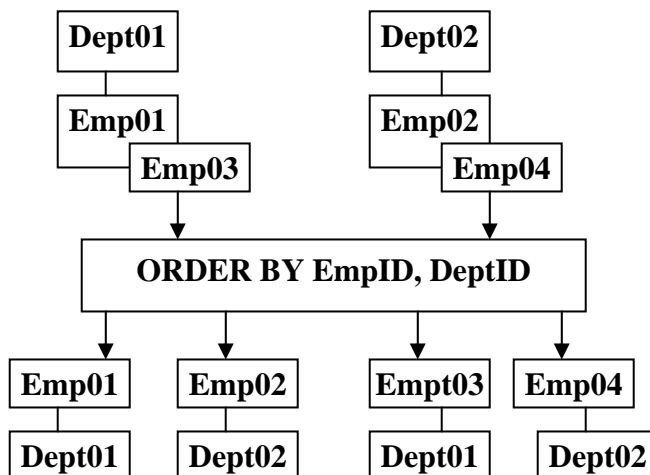 Dept01
Dept02
Emp01
Emp02
Emp03
Emp04
ORDER BY EmpID, DeptID
Emp01
Emp02
Empt03
Emp04
Dept01
Dept02
Dept01
Dept02